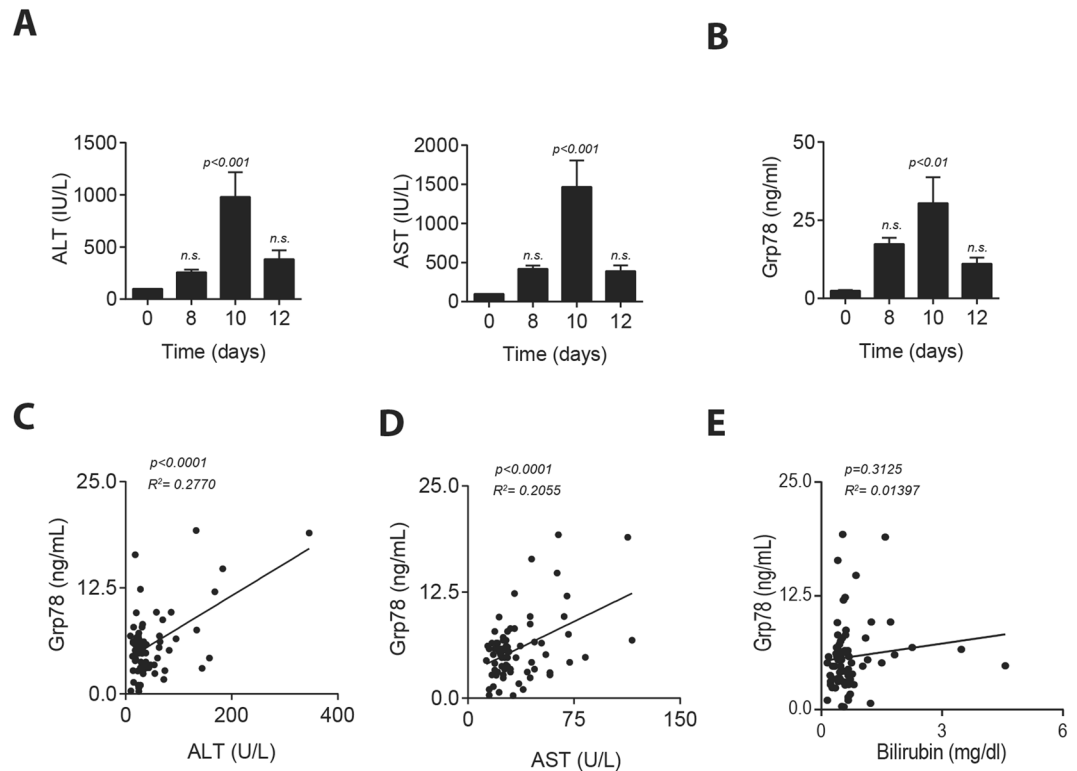 A
B
1500
1000
500
0
ALT (IU/L)
p<0.001
n.s.
n.s.
0 8 10 12
Time (days)
2000
1500
1000
500
0
AST (IU/L)
p<0.001
n.s.
n.s.
0 8 10 12
Time (days)
50
25
0
Grp78 (ng/ml)
p<0.01
n.s.
n.s.
0 8 10 12
Time (days)
C
D
E
p<0.0001
R²= 0.2770
25.0
12.5
0.0
Grp78 (ng/mL)
0 200 400
ALT (U/L)
p<0.0001
R²= 0.2055
25.0
12.5
0.0
Grp78 (ng/mL)
0 75 150
AST (U/L)
p=0.3125
R²= 0.01397
25.0
12.5
0.0
Grp78 (ng/mL)
0 3 6
Bilirubin (mg/dl)